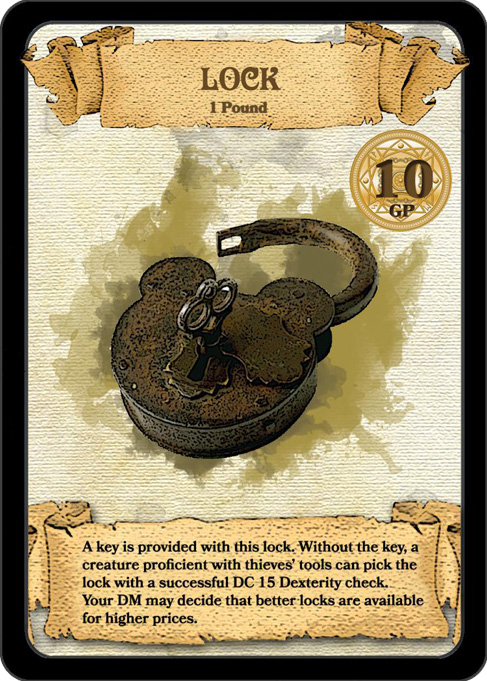 LOCK
1 Pound
10
GP
A key is provided with this lock. Without the key, a
creature proficient with thieves' tools can pick the
lock with a successful DC 15 Dexterity check.
Your DM may decide that better locks are available
for higher prices.